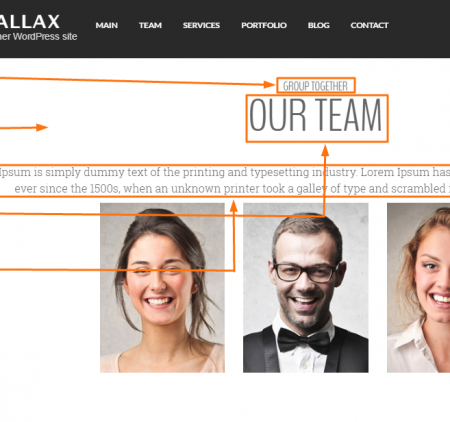 ALLAX
ner WordPress site
MAIN TEAM SERVICES PORTFOLIO BLOG CONTACT
GROUP TOGETHER
OUR TEAM
Ipsum is simply dummy text of the printing and typesetting industry. Lorem Ipsum has
ever since the 1500s, when an unknown printer took a galley of type and scrambled